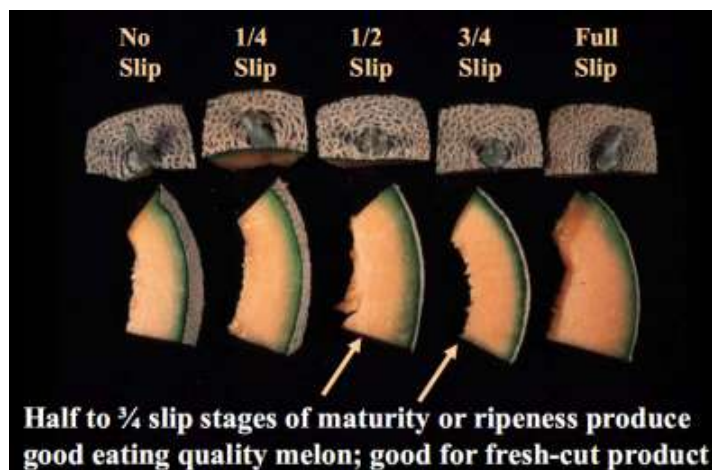 No Slip
1/4 Slip
1/2 Slip
3/4 Slip
Full Slip
Half to ¾ slip stages of maturity or ripeness produce
good eating quality melon; good for fresh-cut product